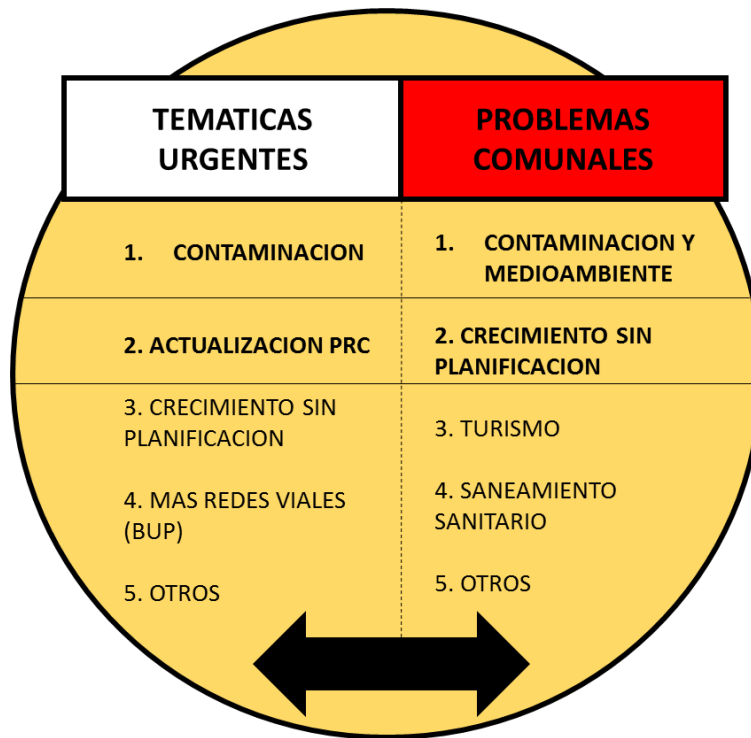 TEMATICAS
URGENTES
PROBLEMAS
COMUNALES
1. CONTAMINACION
1. CONTAMINACION Y
MEDIOAMBIENTE
2. ACTUALIZACION PRC
2. CRECIMIENTO SIN
PLANIFICACION
3. CRECIMIENTO SIN
PLANIFICACION
3. TURISMO
4. MAS REDES VIALES
(BUP)
4. SANEAMIENTO
SANITARIO
5. OTROS
5. OTROS